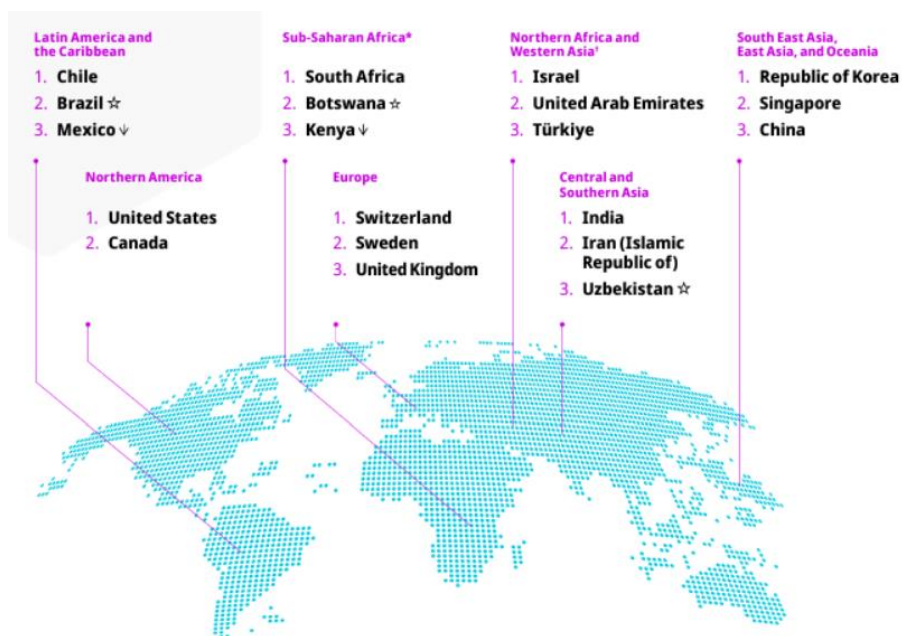 Latin America and
the Caribbean
1. Chile
2. Brazil ☆
3. Mexico ↓
Sub-Saharan Africa*
1. South Africa
2. Botswana ☆
3. Kenya ↓
Northern Africa and
Western Asia†
1. Israel
2. United Arab Emirates
3. Türkiye
South East Asia,
East Asia, and Oceania
1. Republic of Korea
2. Singapore
3. China
Northern America
1. United States
2. Canada
Europe
1. Switzerland
2. Sweden
3. United Kingdom
Central and
Southern Asia
1. India
2. Iran (Islamic
Republic of)
3. Uzbekistan ☆